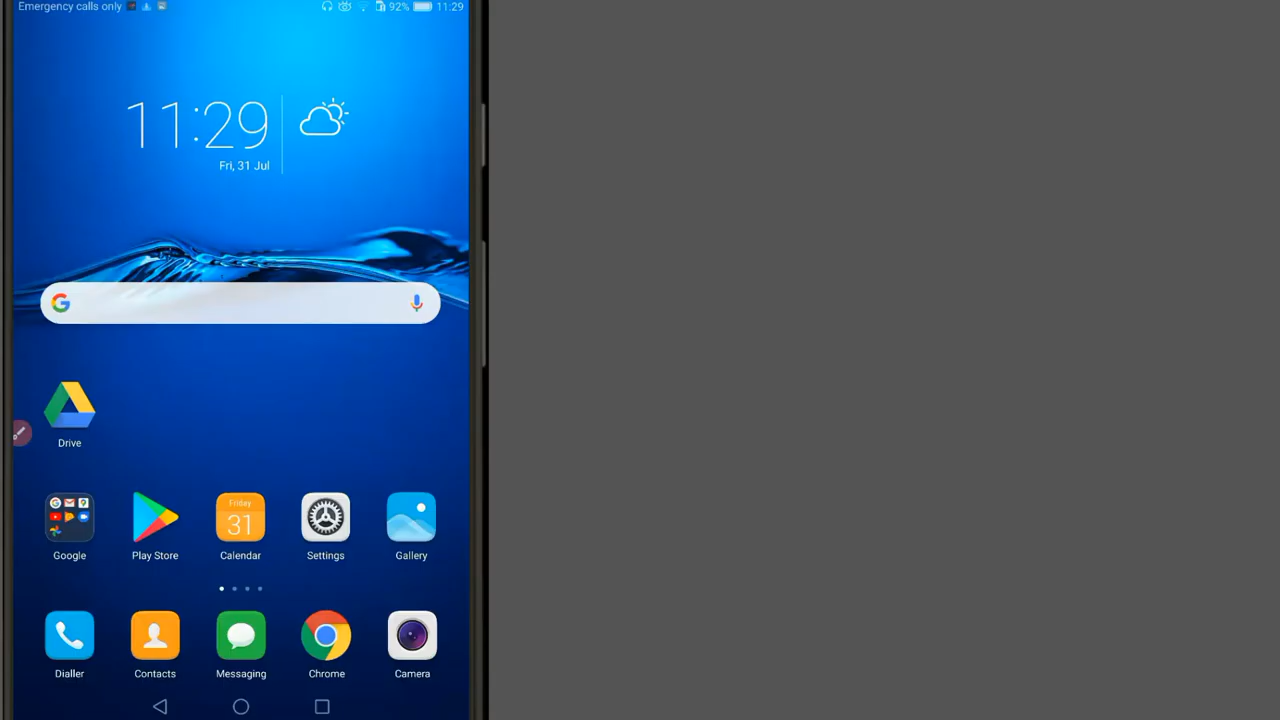 Emergency calls only 92% 11:29
11:29
Fri, 31 Jul
Drive
Friday
31
Google Play Store Calendar Settings Gallery
Dialler Contacts Messaging Chrome Camera